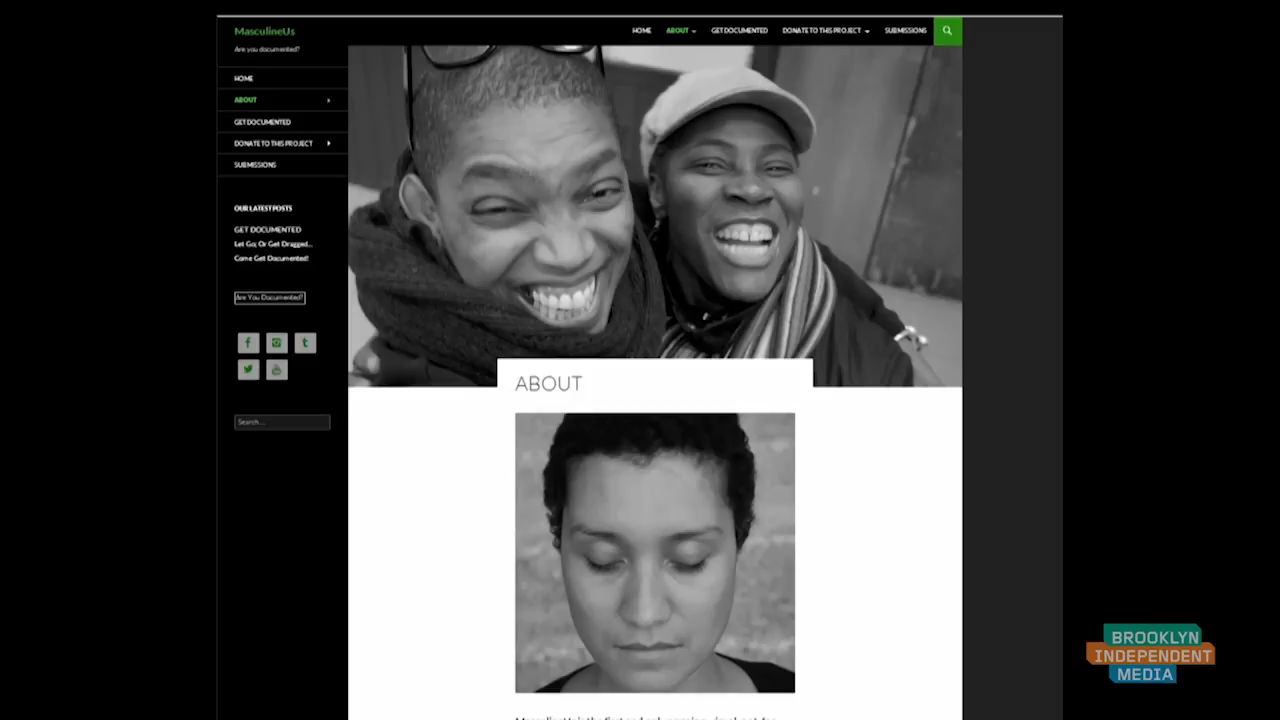 MasculineUs
Are you documented?
HOME
ABOUT
GET DOCUMENTED
DONATE TO THIS PROJECT
SUBMISSIONS
HOME
ABOUT
GET DOCUMENTED
DONATE TO THIS PROJECT
SUBMISSIONS
OUR LATEST POSTS
GET DOCUMENTED
Let Go; Or Get Dragged...
Come Get Documented!
Are You Documented?
Search ...
ABOUT
BROOKLYN
INDEPENDENT
MEDIA